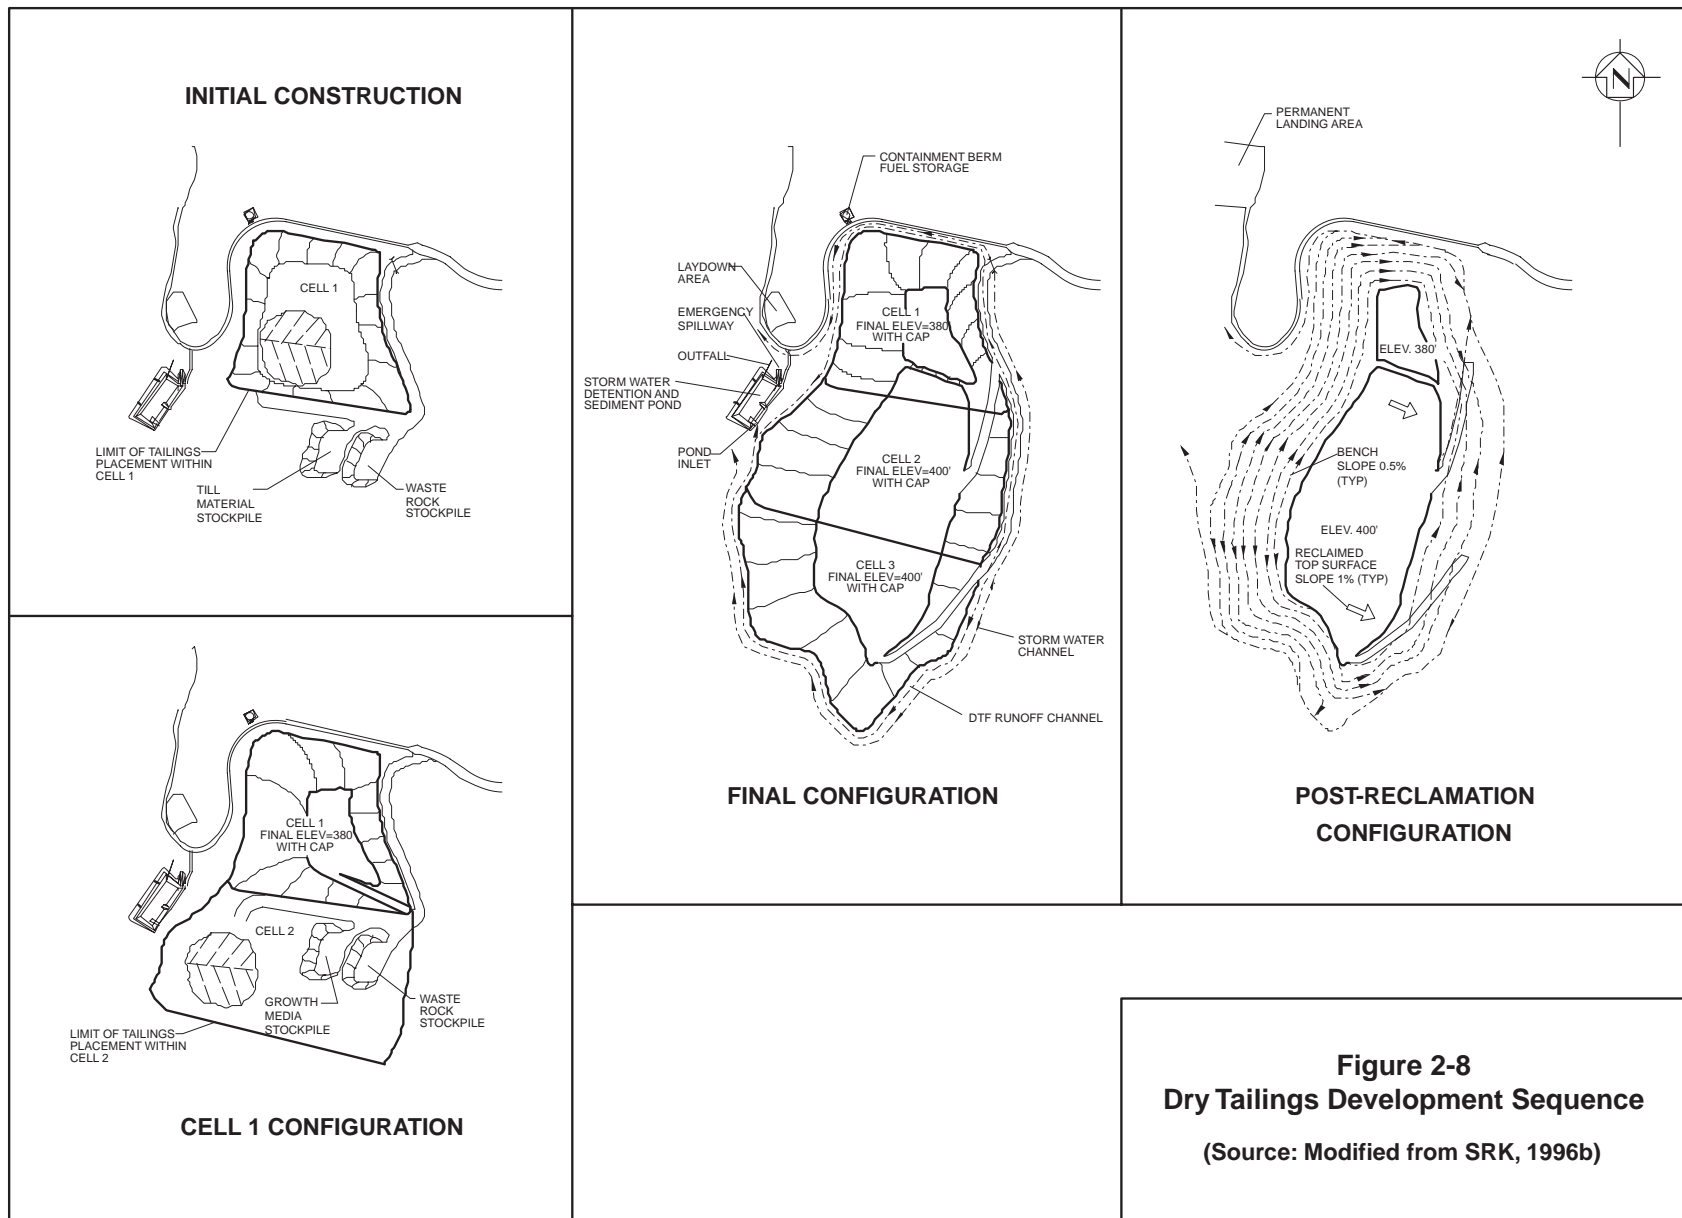 INITIAL CONSTRUCTION
CELL 1
LIMIT OF TAILINGS
PLACEMENT WITHIN
CELL 1
TILL
MATERIAL
STOCKPILE
WASTE
ROCK
STOCKPILE
CELL 1
FINAL ELEV=380
WITH CAP
CELL 2
GROWTH
MEDIA
STOCKPILE
WASTE
ROCK
STOCKPILE
LIMIT OF TAILINGS
PLACEMENT WITHIN
CELL 2
CELL 1 CONFIGURATION
CONTAINMENT BERM
FUEL STORAGE
LAYDOWN
AREA
EMERGENCY
SPILLWAY
OUTFALL
STORM WATER
DETENTION AND
SEDIMENT POND
POND
INLET
CELL 1
FINAL ELEV=380
WITH CAP
CELL 2
FINAL ELEV=400'
WITH CAP
CELL 3
FINAL ELEV=400'
WITH CAP
STORM WATER
CHANNEL
DTF RUNOFF CHANNEL
FINAL CONFIGURATION
N
PERMANENT
LANDING AREA
ELEV. 380'
BENCH
SLOPE 0.5%
(TYP)
ELEV. 400'
RECLAIMED
TOP SURFACE
SLOPE 1% (TYP)
POST-RECLAMATION
CONFIGURATION
Figure 2-8
Dry Tailings Development Sequence
(Source: Modified from SRK, 1996b)